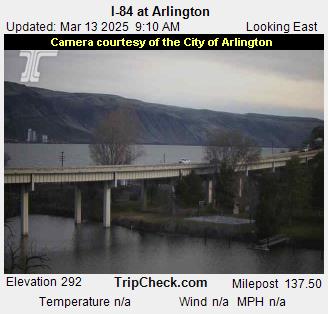 I-84 at Arlington
Updated: Mar 13 2025 9:10 AM Looking East
Camera courtesy of the City of Arlington
Elevation 292 TripCheck.com Milepost 137.50
Temperature n/a Wind n/a MPH n/a